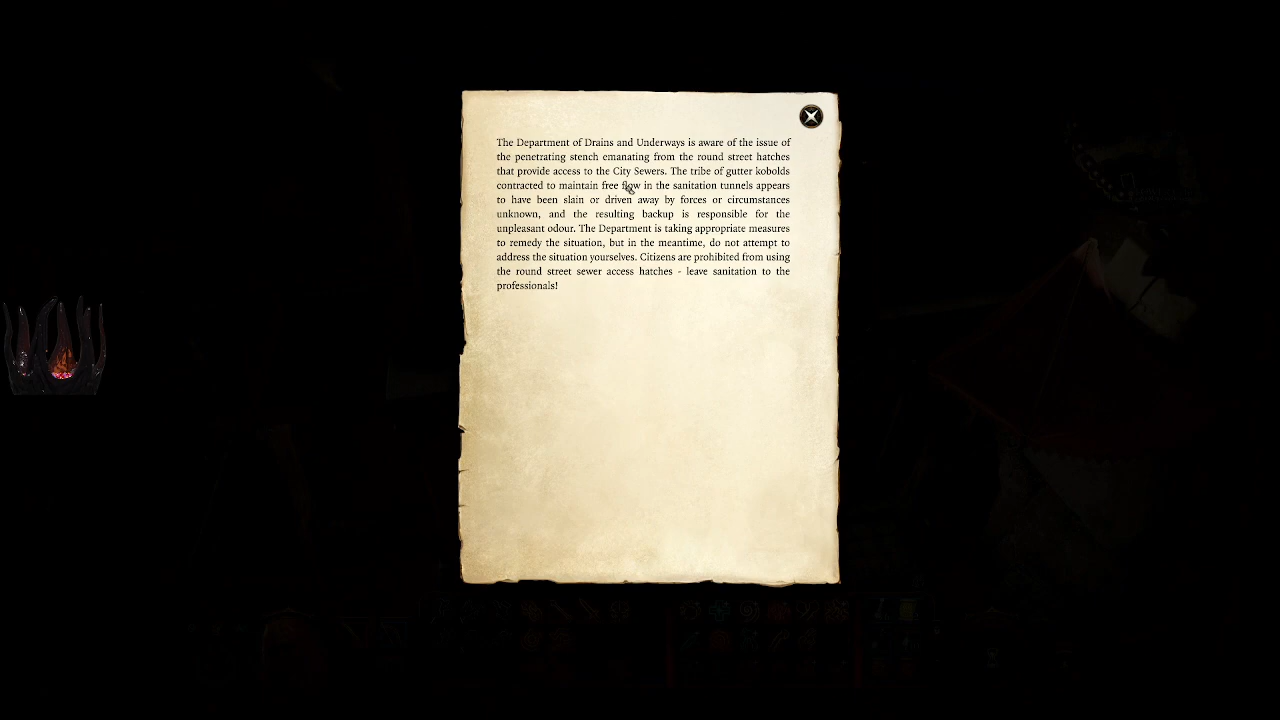 The Department of Drains and Underways is aware of the issue of
the penetrating stench emanating from the round street hatches
that provide access to the City Sewers. The tribe of gutter kobolds
contracted to maintain free flow in the sanitation tunnels appears
to have been slain or driven away by forces or circumstances
unknown, and the resulting backup is responsible for the
unpleasant odour. The Department is taking appropriate measures
to remedy the situation, but in the meantime, do not attempt to
address the situation yourselves. Citizens are prohibited from using
the round street sewer access hatches - leave sanitation to the
professionals!